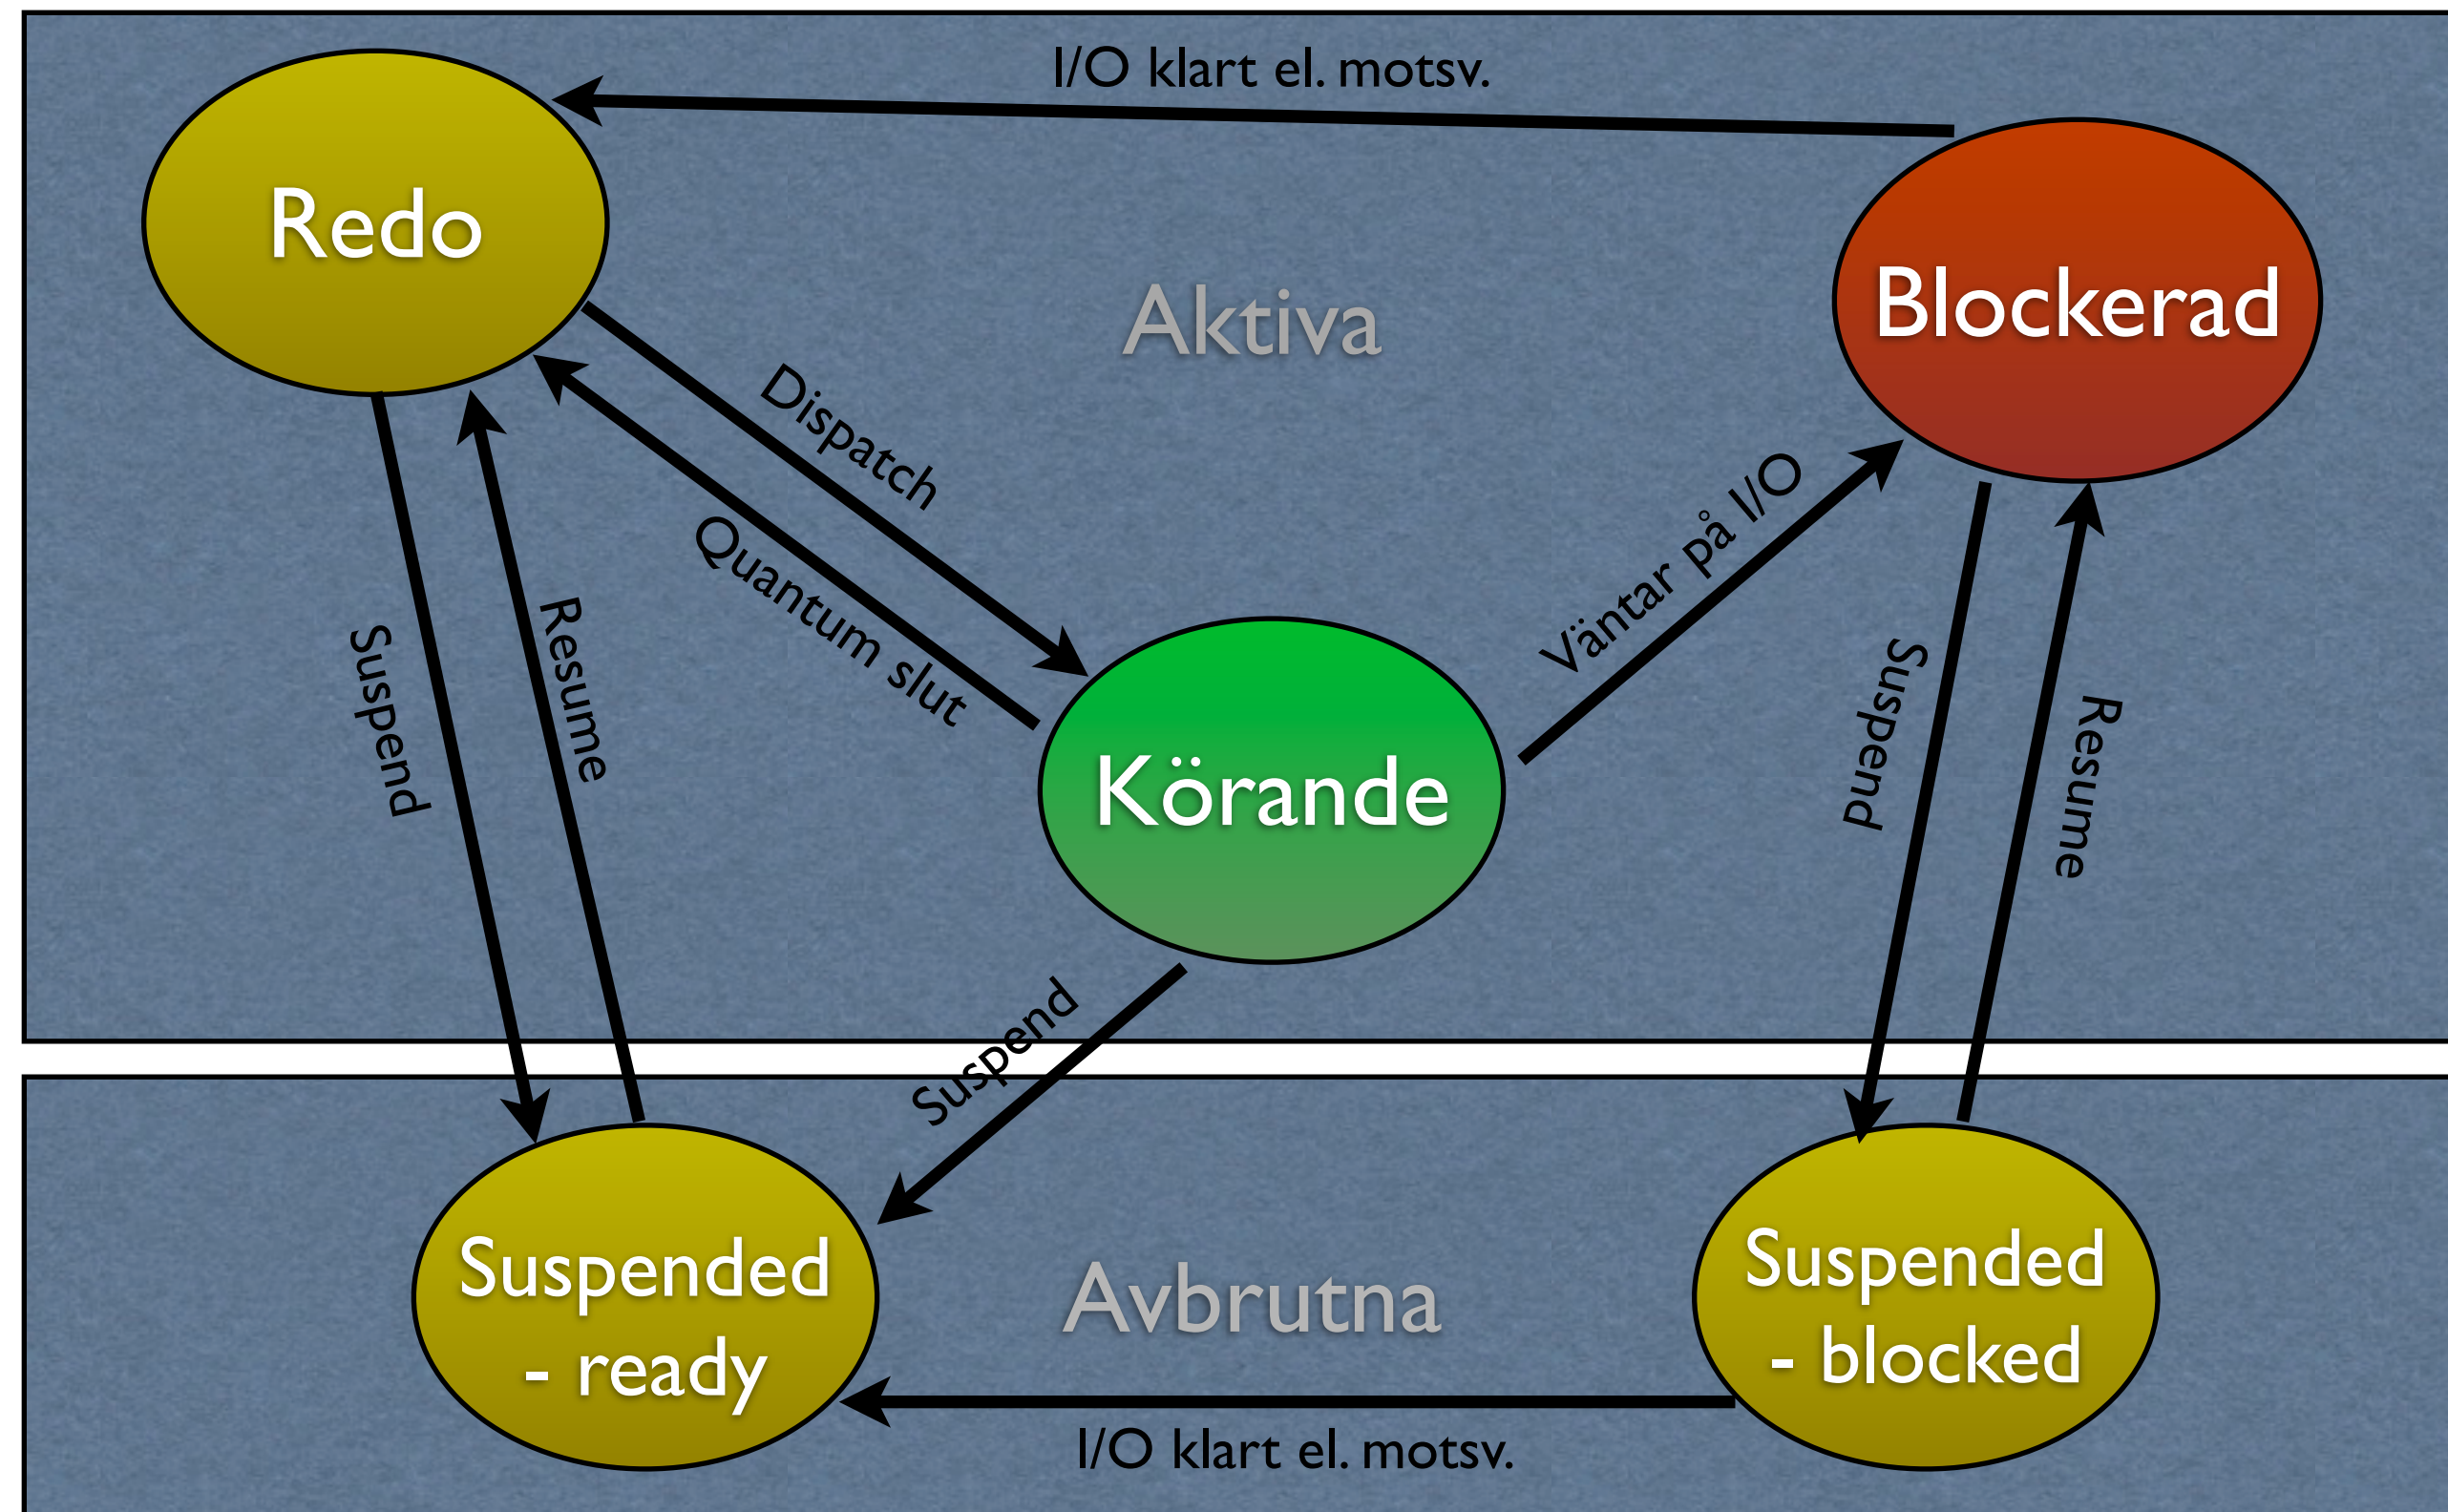 I/O klart el. motsv.
Redo
Blockerad
Aktiva
Dispatch
Quantum slut
Väntar på I/O
Suspend
Resume
Suspend
Resume
Körande
Suspend
Suspended
- ready
Avbrutna
Suspended
- blocked
I/O klart el. motsv.